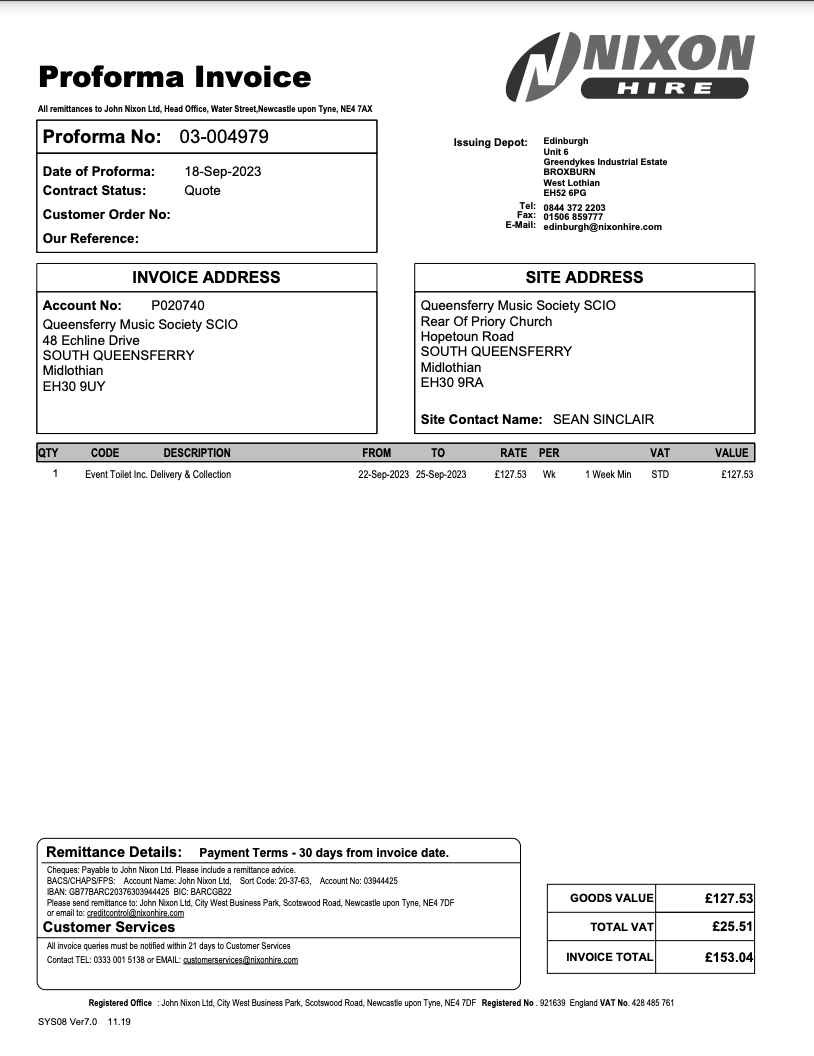 NIXON
HIRE
Proforma Invoice
All remittances to John Nixon Ltd, Head Office, Water Street,Newcastle upon Tyne, NE4 7AX
Proforma No: 03-004979
Date of Proforma: 18-Sep-2023
Contract Status: Quote
Customer Order No:
Our Reference:
Issuing Depot: Edinburgh
Unit 6
Greendykes Industrial Estate
BROXBURN
West Lothian
EH52 6PG
Tel: 0844 372 2203
Fax: 01506 859777
E-Mail: edinburgh@nixonhire.com
INVOICE ADDRESS
Account No: P020740
Queensferry Music Society SCIO
48 Echline Drive
SOUTH QUEENSFERRY
Midlothian
EH30 9UY
SITE ADDRESS
Queensferry Music Society SCIO
Rear Of Priory Church
Hopetoun Road
SOUTH QUEENSFERRY
Midlothian
EH30 9RA
Site Contact Name: SEAN SINCLAIR
QTY CODE DESCRIPTION FROM TO RATE PER VAT VALUE
1 Event Toilet Inc. Delivery & Collection 22-Sep-2023 25-Sep-2023 £127.53 Wk 1 Week Min STD £127.53
Remittance Details: Payment Terms - 30 days from invoice date.
Cheques: Payable to John Nixon Ltd. Please include a remittance advice.
BACS/CHAPS/FPS: Account Name: John Nixon Ltd, Sort Code: 20-37-63, Account No: 03944425
IBAN: GB77BARC20376303944425 BIC: BARCGB22
Please send remittance to: John Nixon Ltd, City West Business Park, Scotswood Road, Newcastle upon Tyne, NE4 7DF
or email to: creditcontrol@nixonhire.com
Customer Services
All invoice queries must be notified within 21 days to Customer Services
Contact TEL: 0333 001 5138 or EMAIL: customerservices@nixonhire.com
GOODS VALUE £127.53
TOTAL VAT £25.51
INVOICE TOTAL £153.04
Registered Office : John Nixon Ltd, City West Business Park, Scotswood Road, Newcastle upon Tyne, NE4 7DF Registered No . 921639 England VAT No. 428 485 761
SYS08 Ver7.0 11.19